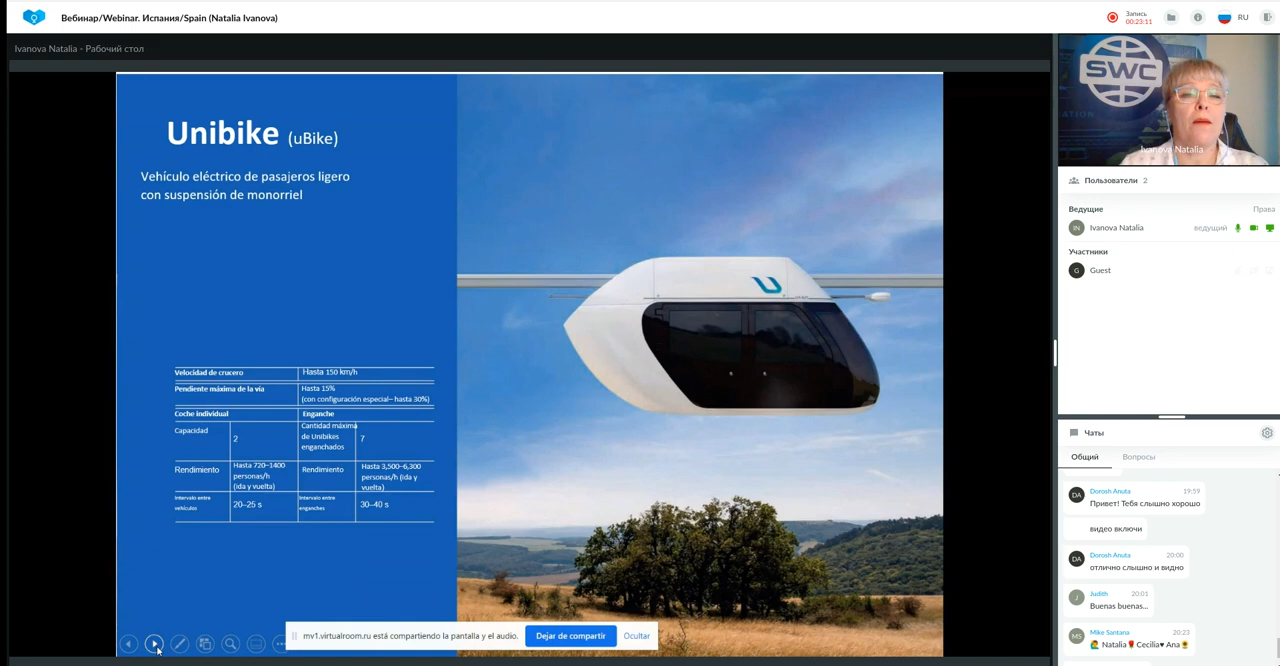 Вебинар/Webinar. Испания/Spain (Natalia Ivanova)
Запись
00:23:11
RU
Ivanova Natalia - Рабочий стол
Unibike (uBike)
Vehículo eléctrico de pasajeros ligero
con suspensión de monorriel
Velocidad de crucero
Hasta 150 km/h
Pendiente máxima de la vía
Hasta 15%
(con configuración especial– hasta 30%)
Coche individual
Enganche
Capacidad
2
Cantidad máxima
de Unibikes
enganchados
7
Rendimiento
Hasta 720–1400
personas/h
(ida y vuelta)
Rendimiento
Hasta 3,500–6,300
personas/h (ida y
vuelta)
Intervalo entre
vehículos
20–25 s
Intervalo entre
enganches
30–40 s
mv1.virtualroom.ru está compartiendo la pantalla y el audio.
Dejar de compartir
Ocultar
SWC
Ivanova Natalia
Пользователи 2
Ведущие
Права
IN
Ivanova Natalia
ведущий
Участники
G
Guest
Чаты
Общий
Вопросы
DA
Dorosh Anuta
19:59
Привет! Тебя слышно хорошо
видео включи
DA
Dorosh Anuta
20:00
отлично слышно и видно
J
Judith
20:01
Buenas buenas...
MS
Mike Santana
20:23
🙋‍♂️ Natalia🌹Cecilia♥ Ana🌻